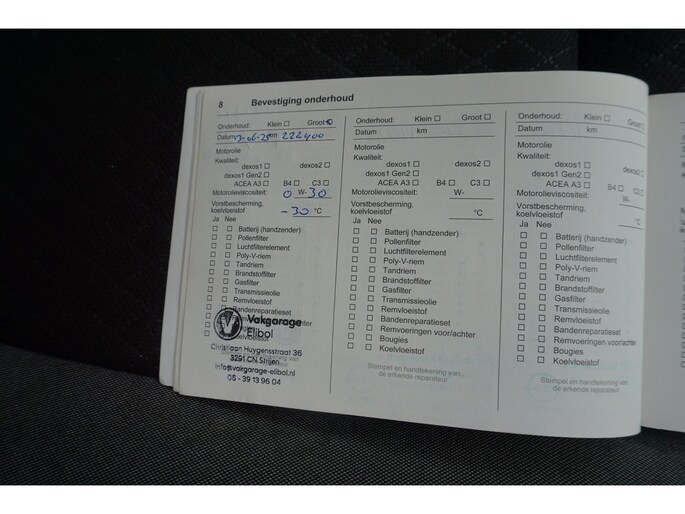 8 Bevestiging onderhoud
Onderhoud: Klein Groot
Datum km 222400
Motorolie
Kwaliteit:
dexos1 dexos2
dexos1 Gen2
ACEA A3 B4 C3
Motorolieviscositeit: 0 W- 30
Vorstbescherming,
koelvloeistof -30 °C
Ja Nee
Batterij (handzender)
Pollenfilter
Luchtfilterelement
Poly-V-riem
Tandriem
Brandstoffilter
Gasfilter
Transmissieolie
Remvloeistof
Bandenreparatieset
Vakgarage
Elibol
Christiaan Huygensstraat 36
3291 CN Strijen
info@vakgarage-elibol.nl
05 - 39 13 96 04
Onderhoud: Klein Groot
Datum km
Motorolie
Kwaliteit:
dexos1 dexos2
dexos1 Gen2
ACEA A3 B4 C3
Motorolieviscositeit: W-
Vorstbescherming,
koelvloeistof °C
Ja Nee
Batterij (handzender)
Pollenfilter
Luchtfilterelement
Poly-V-riem
Tandriem
Brandstoffilter
Gasfilter
Transmissieolie
Remvloeistof
Bandenreparatieset
Remvoeringen voor/achter
Bougies
Koelvloeistof
Stempel en handtekening van
de erkende reparateur
Onderhoud: Klein Groot
Datum km
Motorolie
Kwaliteit:
dexos1 dexos2
dexos1 Gen2
ACEA A3 B4 C3
Motorolieviscositeit: W-
Vorstbescherming,
koelvloeistof °C
Ja Nee
Batterij (handzender)
Pollenfilter
Luchtfilterelement
Poly-V-riem
Tandriem
Brandstoffilter
Gasfilter
Transmissieolie
Remvloeistof
Bandenreparatieset
Remvoeringen voor/achter
Bougies
Koelvloeistof
Stempel en handtekening van
de erkende reparateur